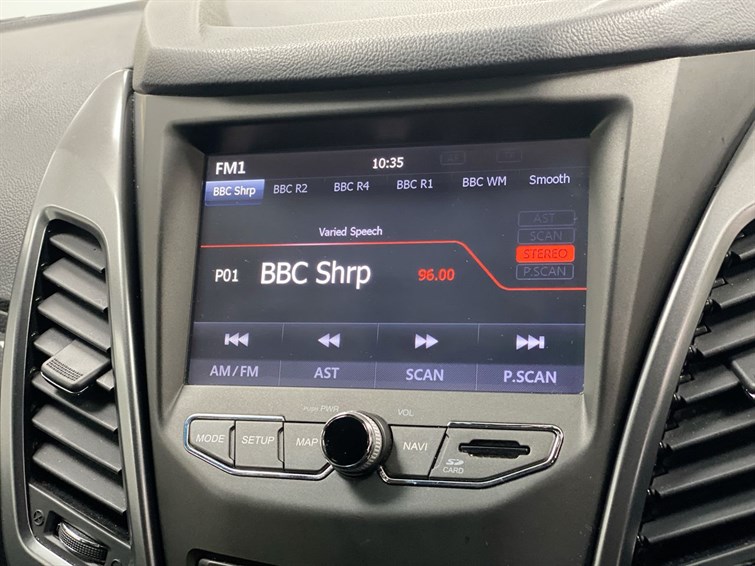 FM1 10:35
BBC Shrp BBC R2 BBC R4 BBC R1 BBC WM Smooth
Varied Speech
AST
SCAN
STEREO
P.SCAN
P01 BBC Shrp 96.00
AM/FM AST SCAN P.SCAN
PUSH PWR VOL
MODE SETUP MAP NAVI
SD
CARD